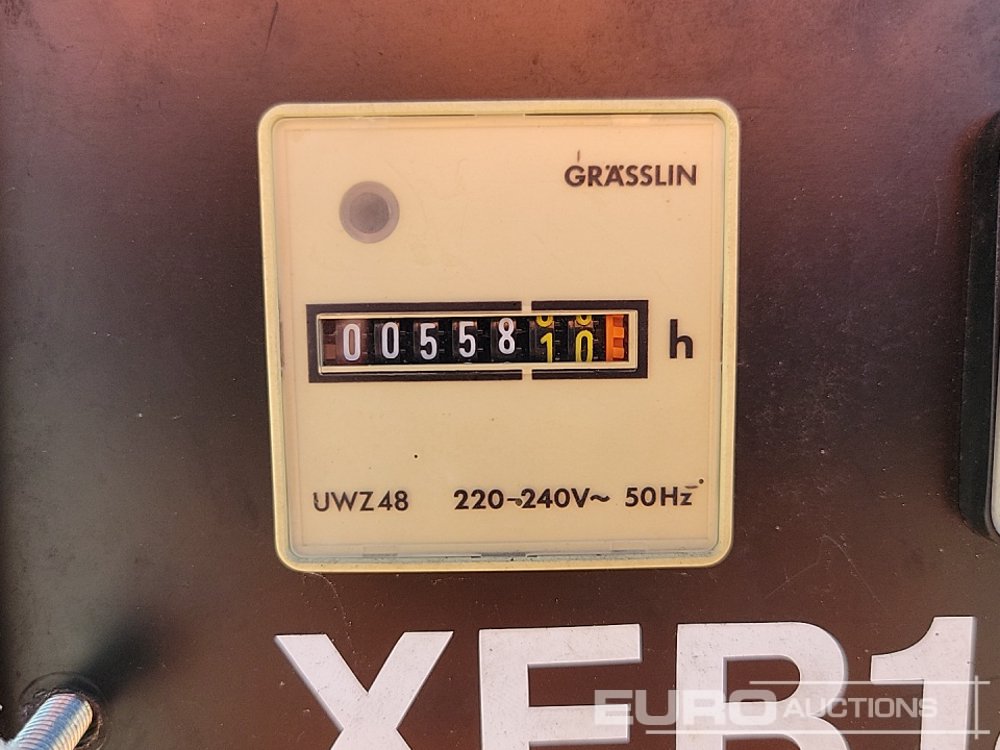 GRÄSSLIN
0055810 h
UWZ48 220-240V~ 50Hz
XER1
EURO AUCTIONS